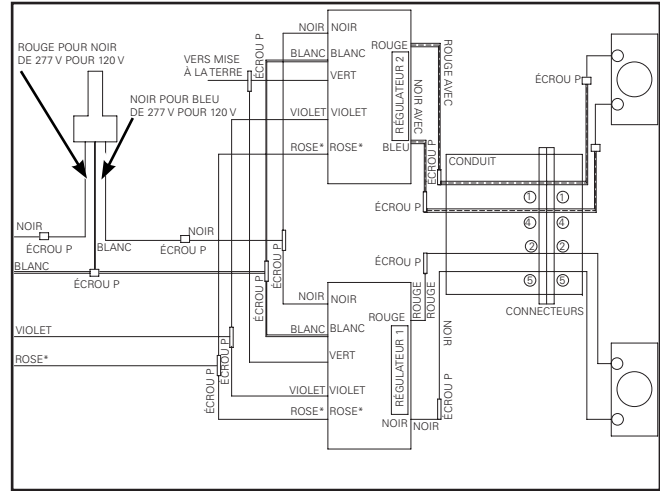 ROUGE POUR NOIR
DE 277 V POUR 120 V
NOIR POUR BLEU
DE 277 V POUR 120 V
VERS MISE
À LA TERRE
ÉCROU P
NOIR
NOIR
BLANC
BLANC
VERT
VIOLET
VIOLET
ROSE*
ROSE*
ROUGE
RÉGULATEUR 2
BLEU
ROUGE AVEC
NOIR AVEC
ÉCROU P
CONDUIT
ÉCROU P
ÉCROU P
1
1
4
4
2
2
5
5
CONNECTEURS
NOIR
ÉCROU P
BLANC
ÉCROU P
NOIR
ÉCROU P
ÉCROU P
BLANC
ÉCROU P
VIOLET
ROSE*
ÉCROU P
ÉCROU P
NOIR
NOIR
BLANC
BLANC
VERT
VIOLET
VIOLET
ROSE*
ROSE*
ROUGE
RÉGULATEUR 1
NOIR
NOIR
ÉCROU P
ROUGE
ROUGE
NOIR
ÉCROU P